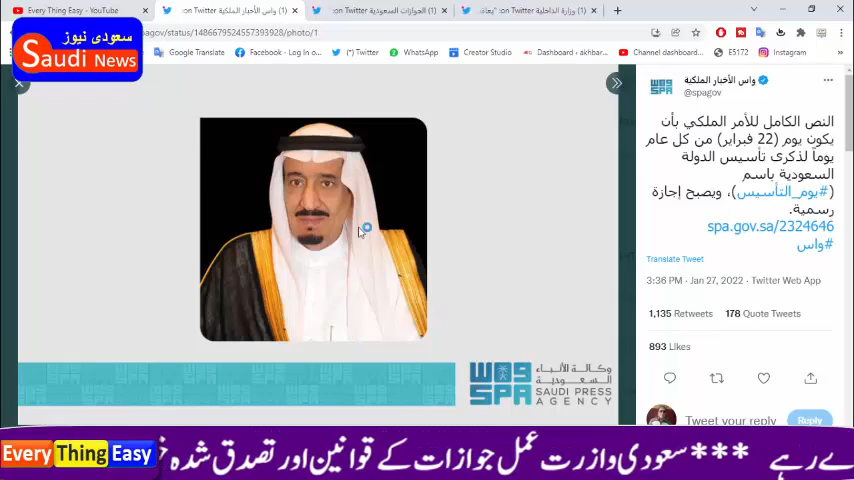 Every Thing Easy - YouTube
(1) واس الأخبار الملكية on Twitter:
(1) الجوازات السعودية on Twitter:
(1) وزارة الداخلية on Twitter: "يعاق
pagov/status/1486679524557393928/photo/1
Google Translate
Facebook - Log In o...
(*) Twitter
WhatsApp
Creator Studio
Dashboard ‹ akhbar...
Channel dashboard...
E5172
Instagram
سعودی نیوز
Saudi News
واس الأخبار الملكية
@spagov
النص الكامل للأمر الملكي بأن
يكون يوم (22 فبراير) من كل عام
يوماً لذكرى تأسيس الدولة
السعودية باسم
(#يوم_التأسيس)، ويصبح إجازة
رسمية.
spa.gov.sa/2324646
#واس
Translate Tweet
3:36 PM · Jan 27, 2022 · Twitter Web App
1,135 Retweets 178 Quote Tweets
893 Likes
Tweet your reply
Reply
واس
SPA
وكالة الأنباء
السعودية
SAUDI PRESS
AGENCY
Every Thing Easy
ے رہے *** سعودی وزارت عمل جوازات کے قوانین اور تصدق شدہ خ